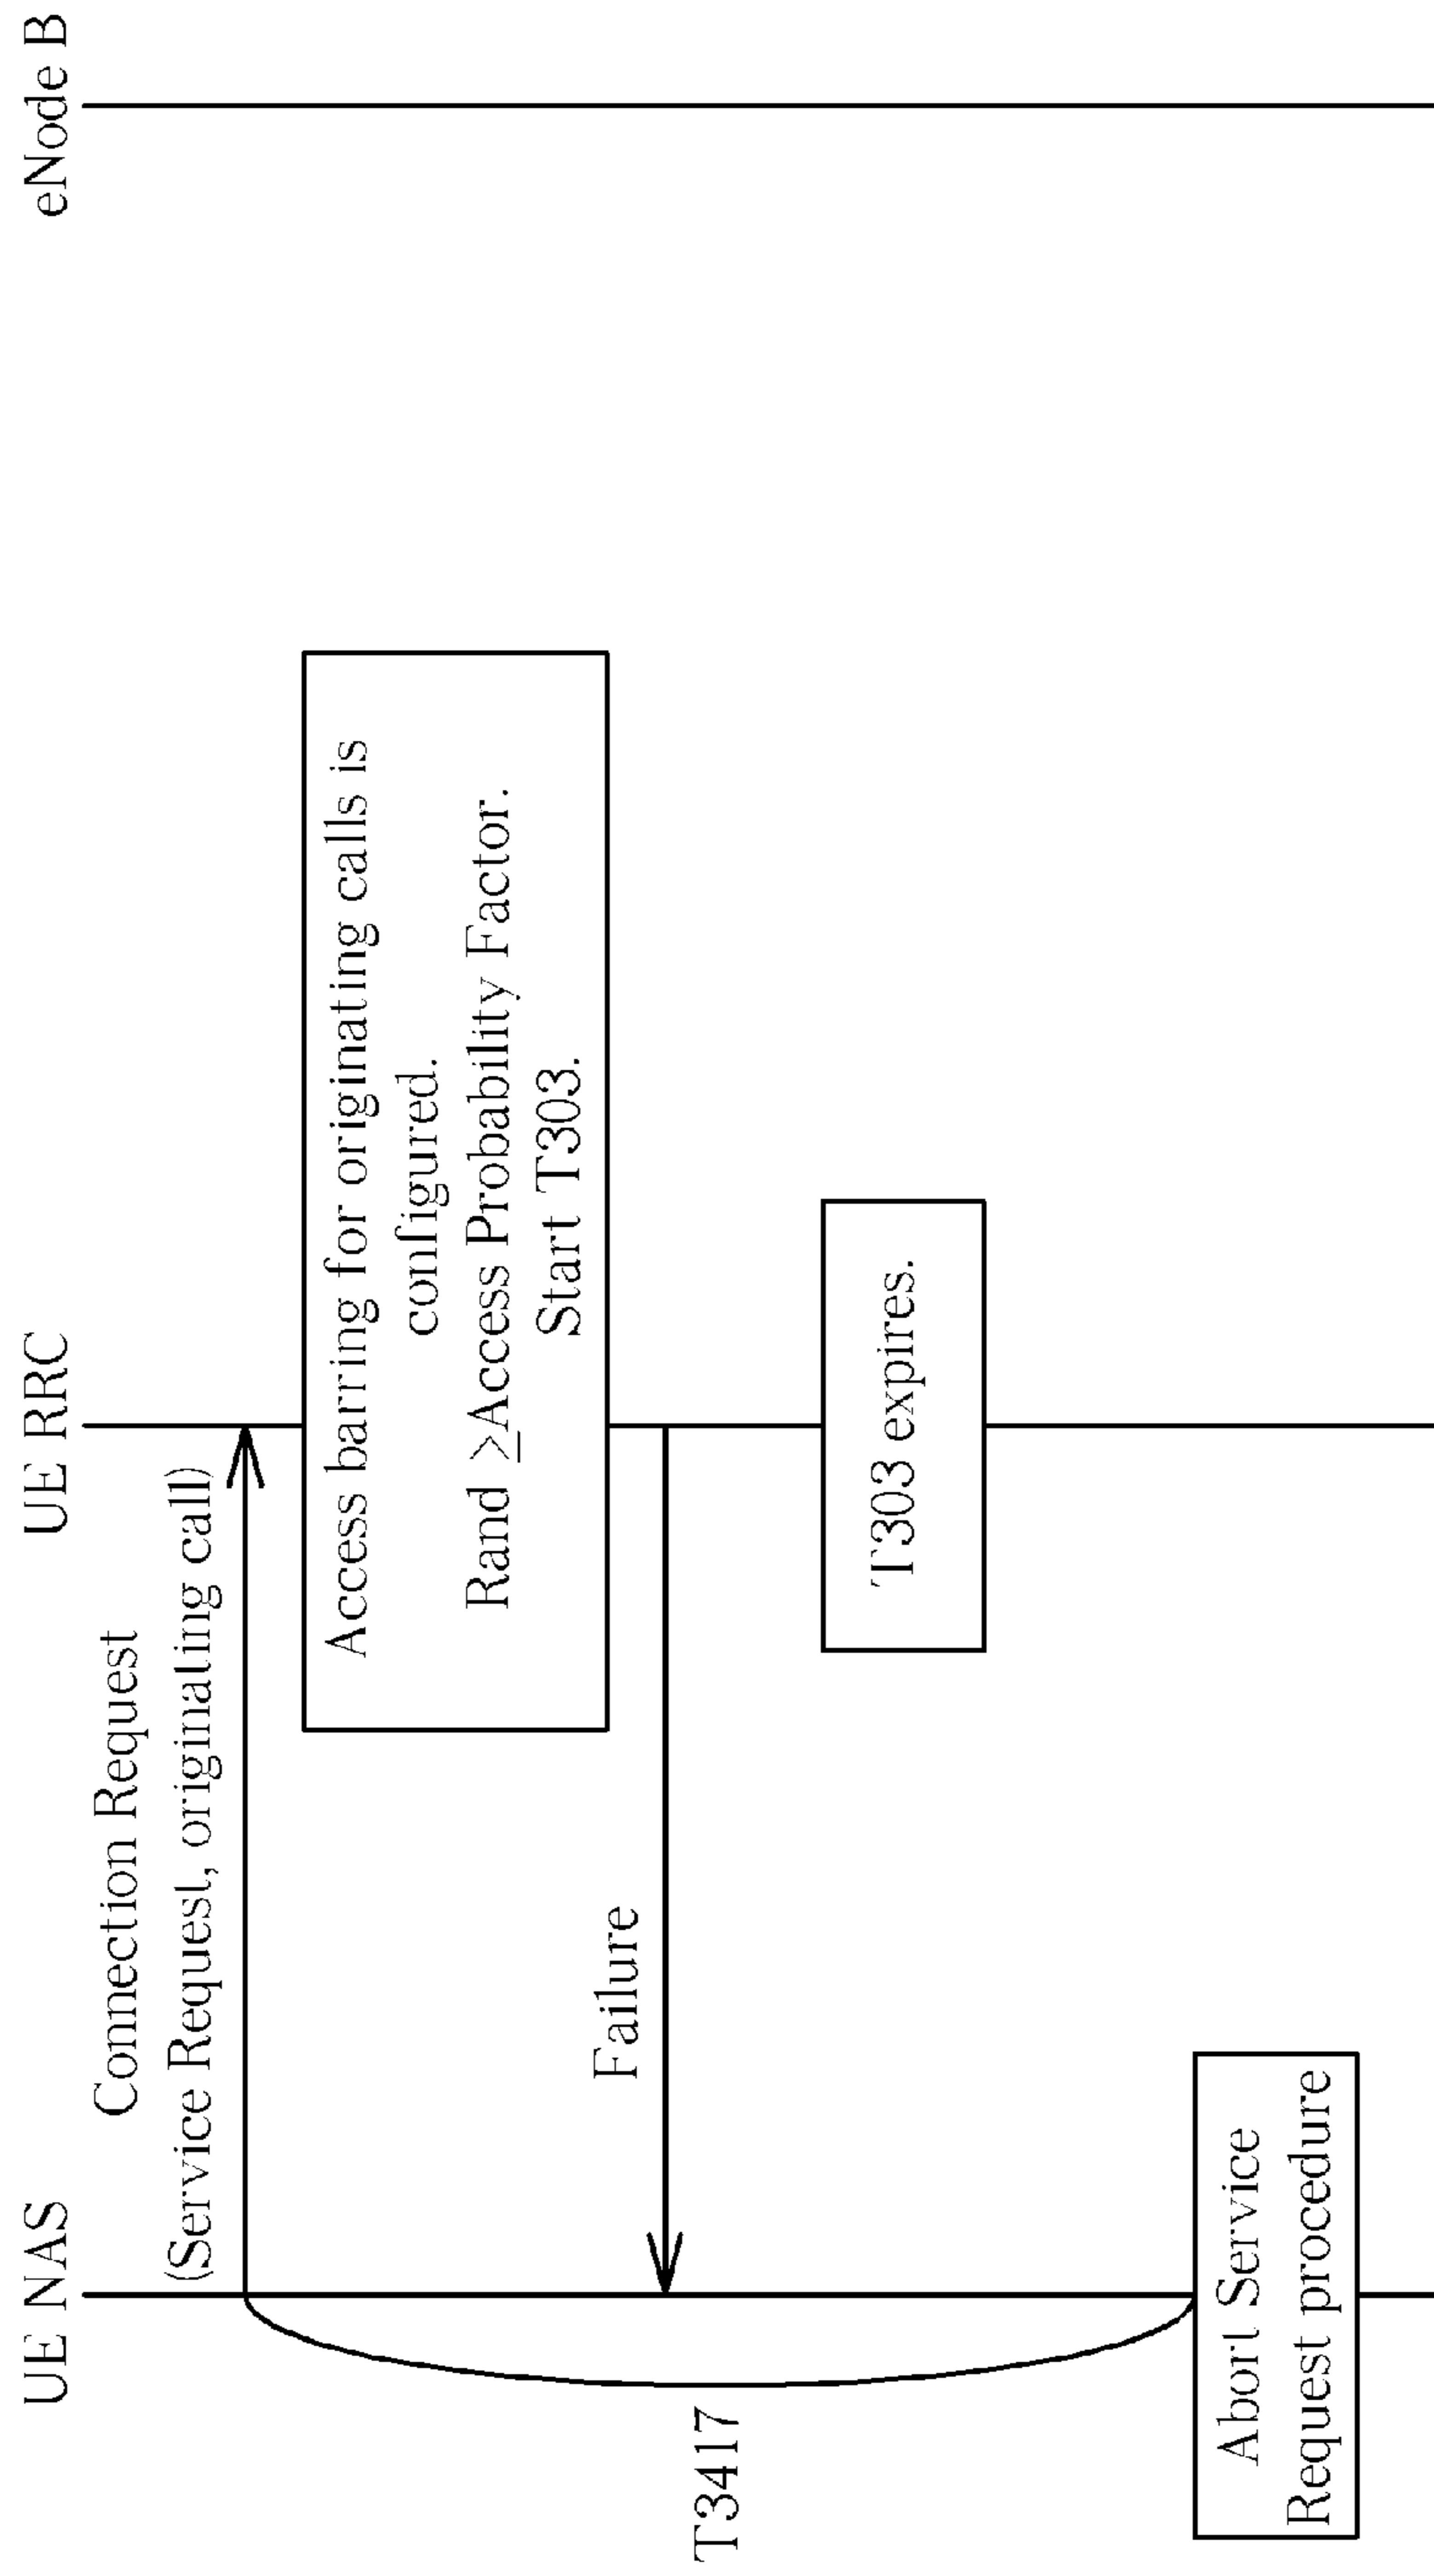 UE NAS
UE RRC
eNode B
Connection Request
(Service Request, originating call)
Access barring for originating calls is
configured.
Rand ≥Access Probability Factor.
Start T303.
Failure
T3417
T303 expires.
Abort Service
Request procedure